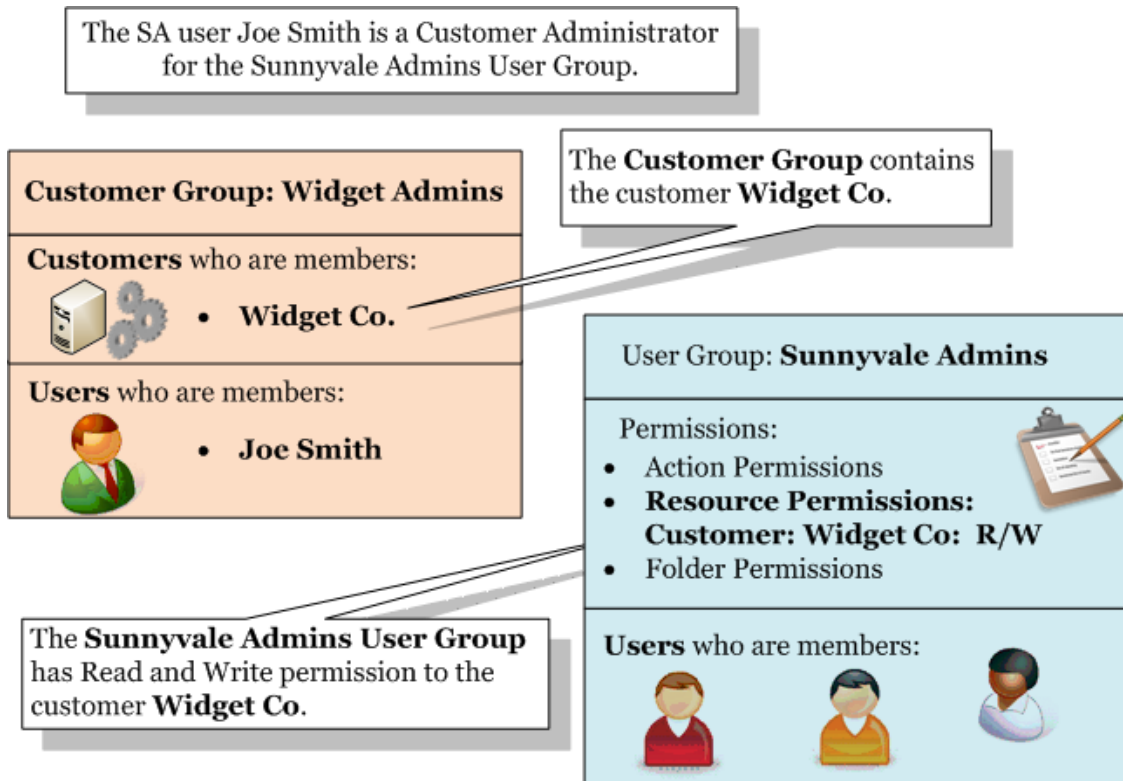 The SA user Joe Smith is a Customer Administrator
for the Sunnyvale Admins User Group.
The Customer Group contains
the customer Widget Co.
Customer Group: Widget Admins
Customers who are members:
• Widget Co.
Users who are members:
• Joe Smith
User Group: Sunnyvale Admins
Permissions:
• Action Permissions
• Resource Permissions:
Customer: Widget Co: R/W
• Folder Permissions
The Sunnyvale Admins User Group
has Read and Write permission to the
customer Widget Co.
Users who are members: